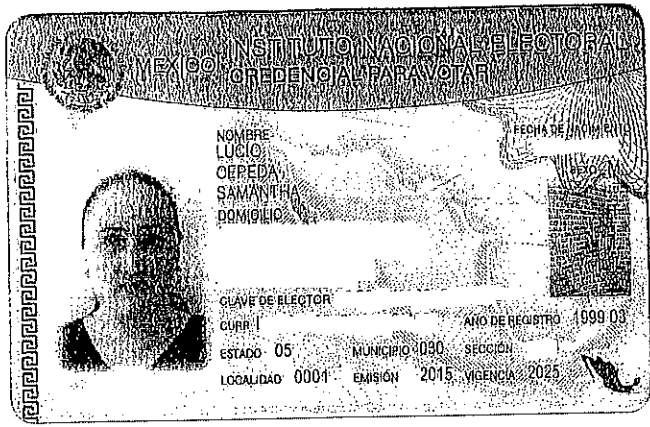 MÉXICO INSTITUTO NACIONAL ELECTORAL
CREDENCIAL PARA VOTAR
NOMBRE
LUCIO
CEPEDA
SAMANTHA
DOMICILIO
FECHA DE NACIMIENTO
SEXO M
CLAVE DE ELECTOR
CURP
AÑO DE REGISTRO 1999 03
ESTADO 05 MUNICIPIO 030 SECCIÓN
LOCALIDAD 0001 EMISIÓN 2015 VIGENCIA 2025